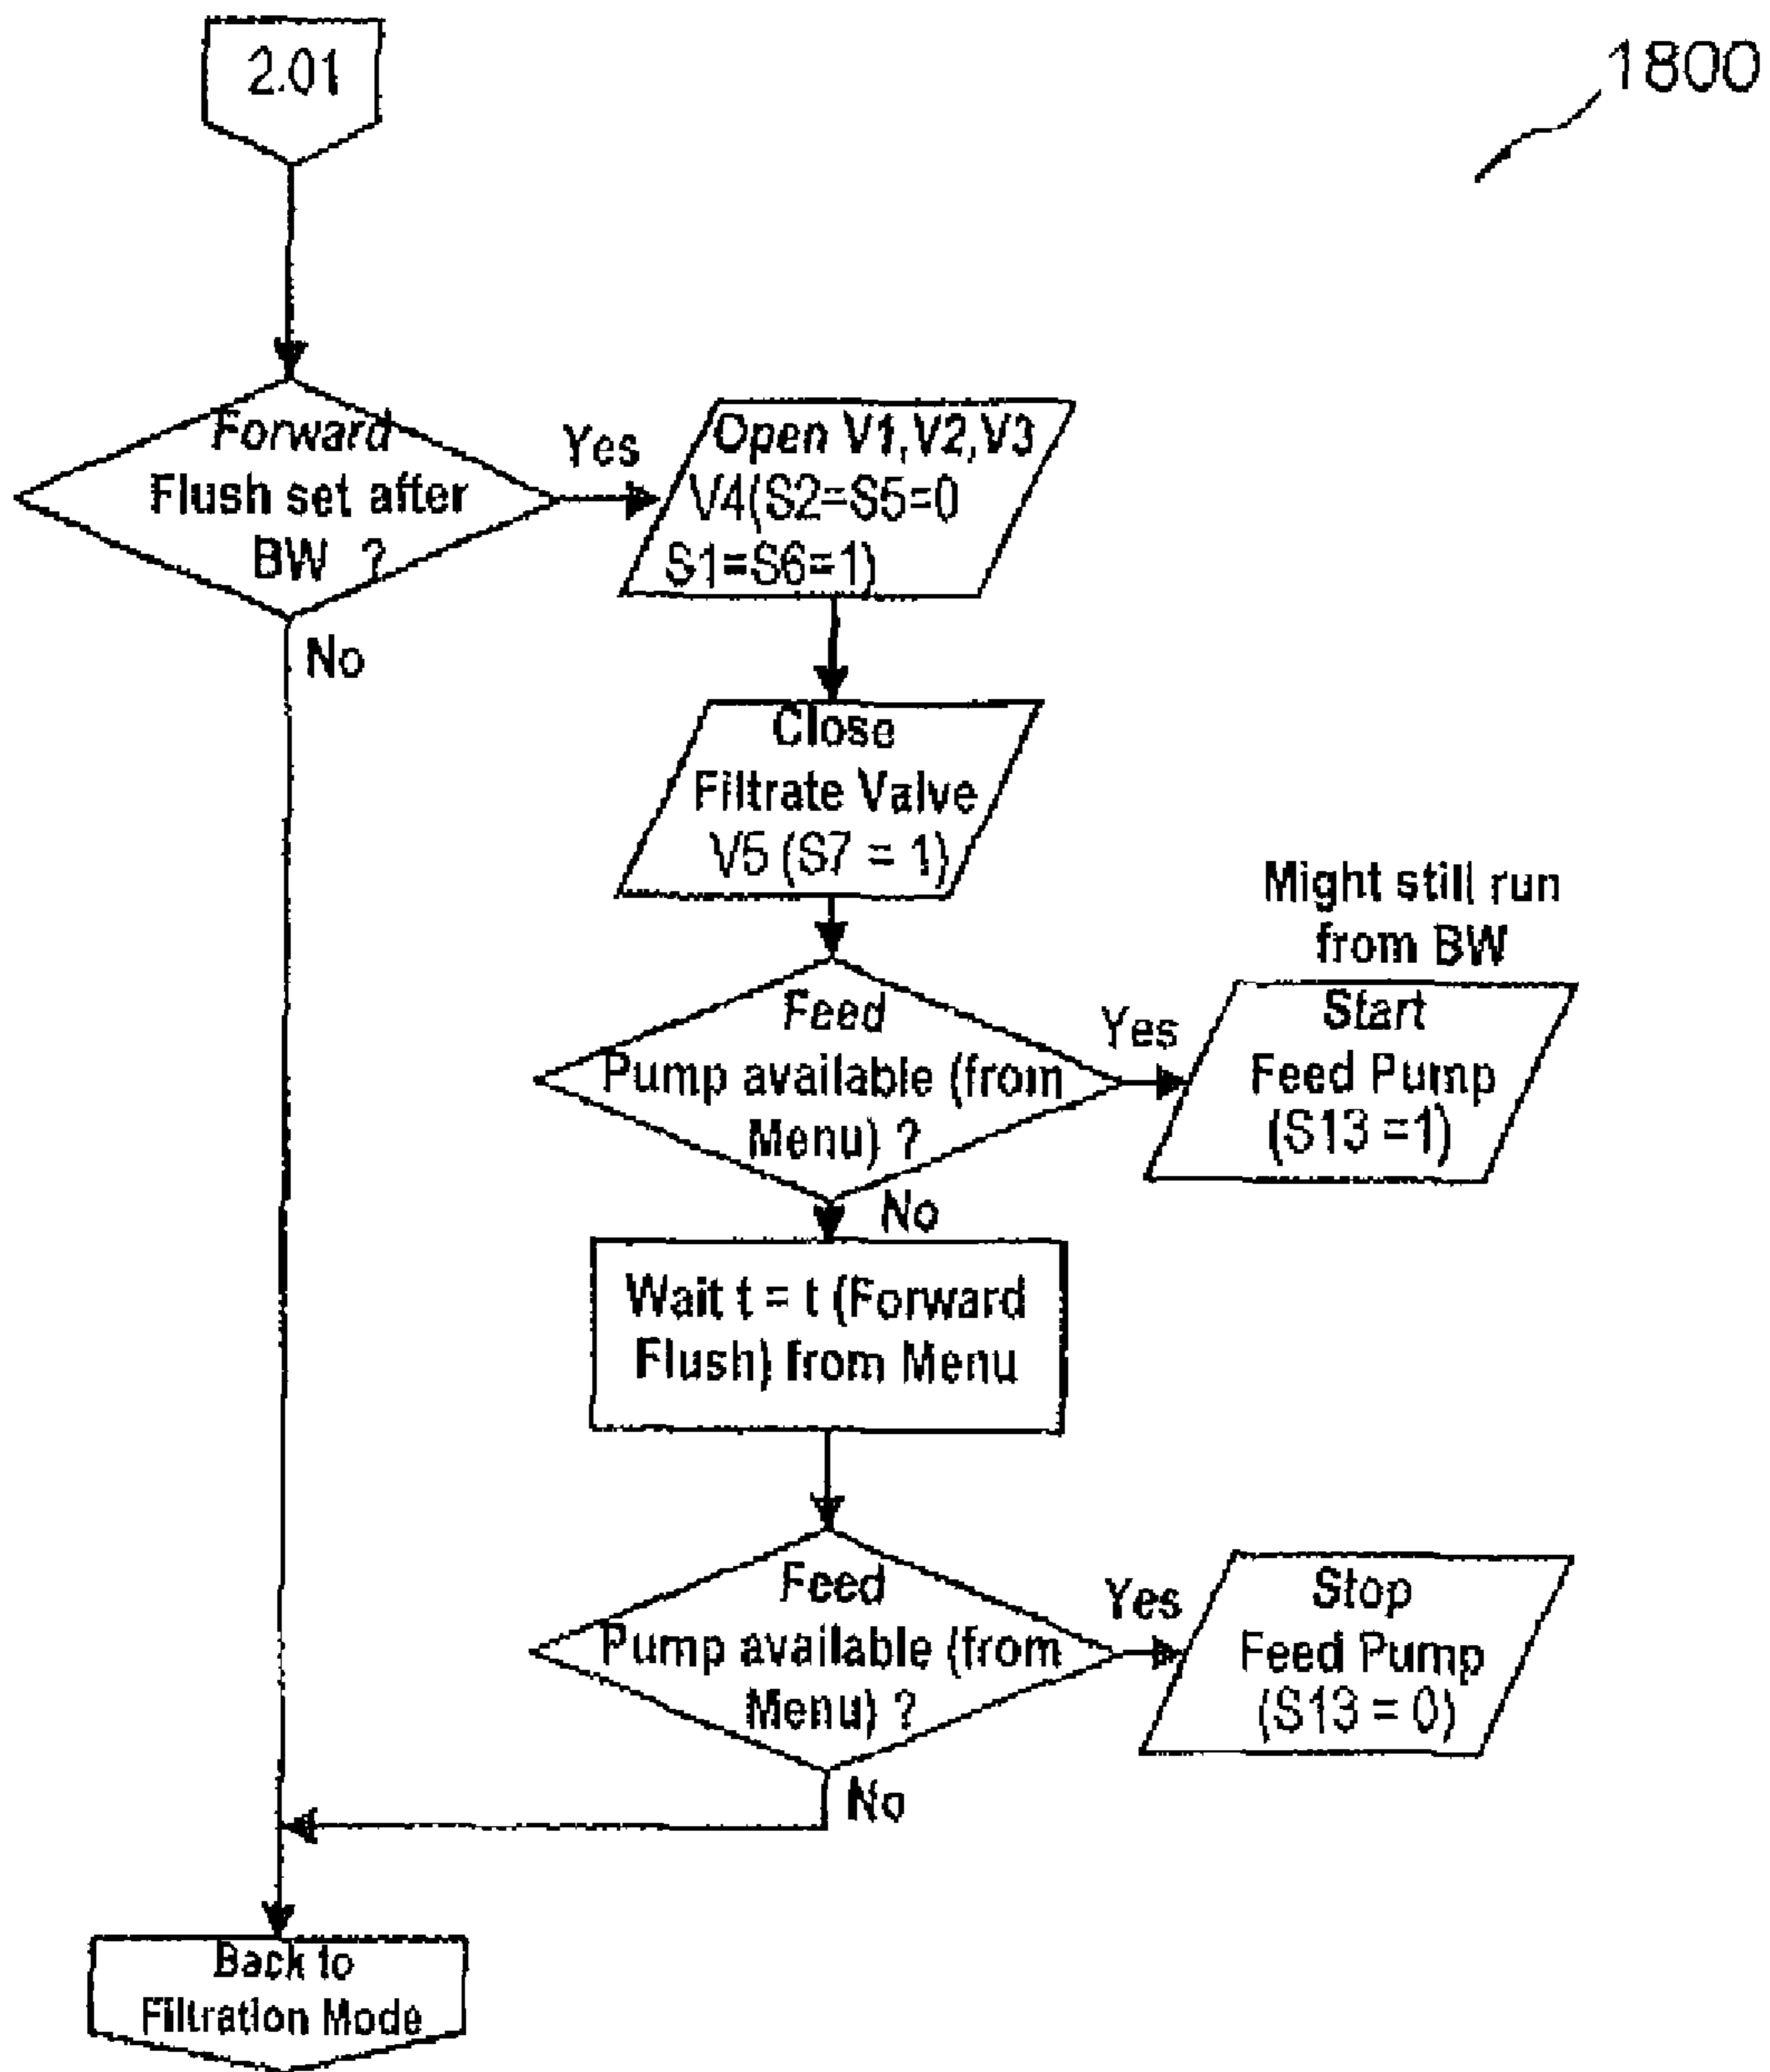 2.01
1800
Forward
Flush set after
BW ?
Yes
No
Open V1,V2,V3
V4(S2=S5=0
S1=S6=1)
Close
Filtrate Valve
V5 (S7 = 1)
Feed
Pump available (from
Menu) ?
Yes
No
Might still run
from BW
Start
Feed Pump
(S13 =1)
Wait t = t (Forward
Flush) from Menu
Feed
Pump available (from
Menu) ?
Yes
No
Stop
Feed Pump
(S13 = 0)
Back to
Filtration Mode